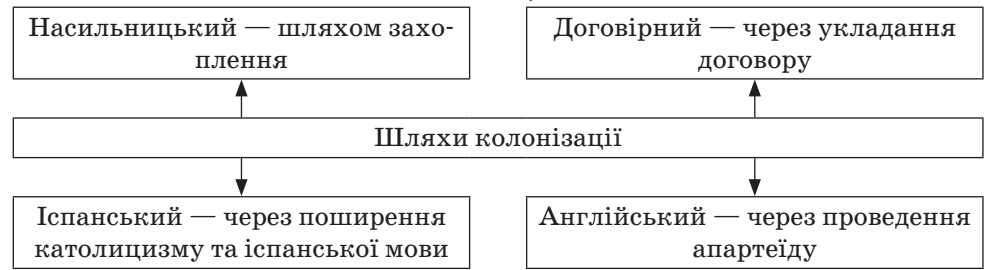 Насильницький — шляхом захо-
плення
Договірний — через укладання
договору
Шляхи колонізації
Іспанський — через поширення
католицизму та іспанської мови
Англійський — через проведення
апартеїду